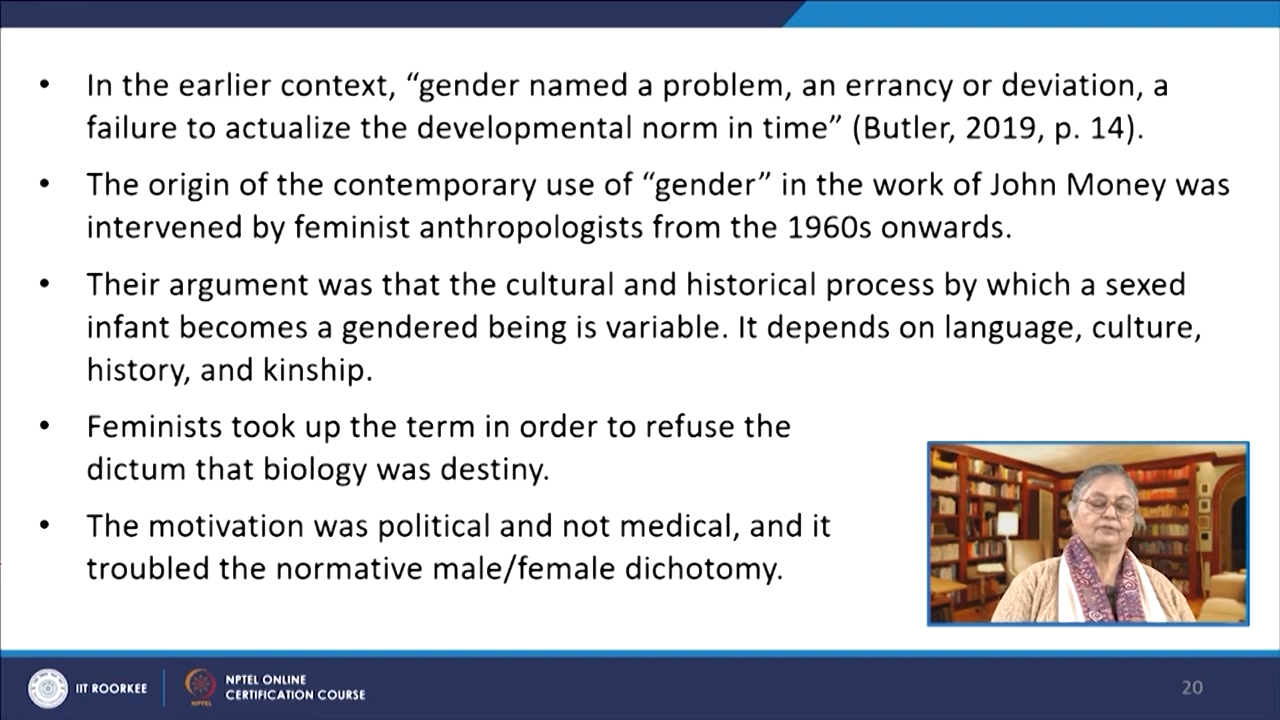 • In the earlier context, “gender named a problem, an errancy or deviation, a
failure to actualize the developmental norm in time” (Butler, 2019, p. 14).
• The origin of the contemporary use of “gender” in the work of John Money was
intervened by feminist anthropologists from the 1960s onwards.
• Their argument was that the cultural and historical process by which a sexed
infant becomes a gendered being is variable. It depends on language, culture,
history, and kinship.
• Feminists took up the term in order to refuse the
dictum that biology was destiny.
• The motivation was political and not medical, and it
troubled the normative male/female dichotomy.
IIT ROORKEE
NPTEL
NPTEL ONLINE
CERTIFICATION COURSE
20